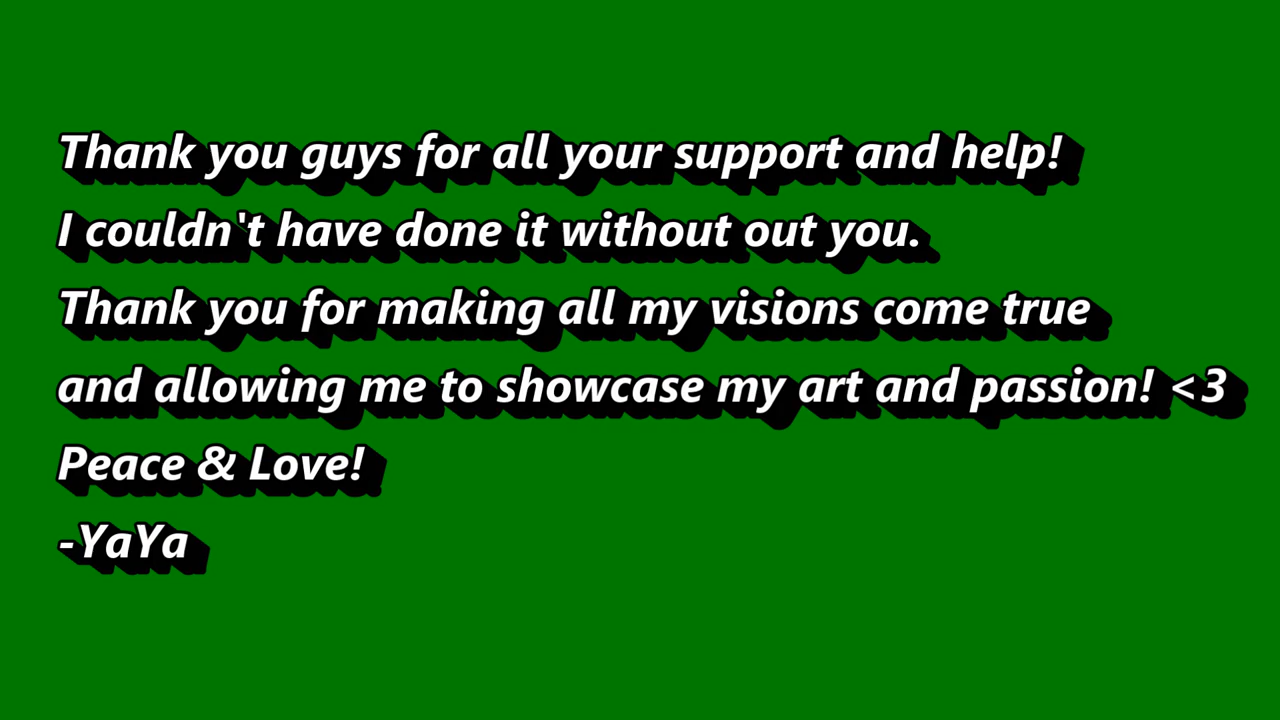 Thank you guys for all your support and help!
I couldn't have done it without out you.
Thank you for making all my visions come true
and allowing me to showcase my art and passion! <3
Peace & Love!
-YaYa